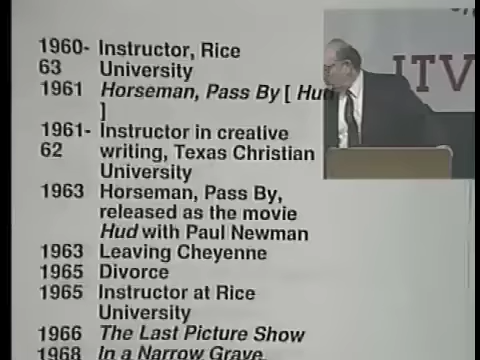 1960- Instructor, Rice
63 University
1961 Horseman, Pass By [ Hud
]
1961- Instructor in creative
62 writing, Texas Christian
University
1963 Horseman, Pass By,
released as the movie
Hud with Paul Newman
1963 Leaving Cheyenne
1965 Divorce
1965 Instructor at Rice
University
1966 The Last Picture Show
1968 In a Narrow Grave,
ITV